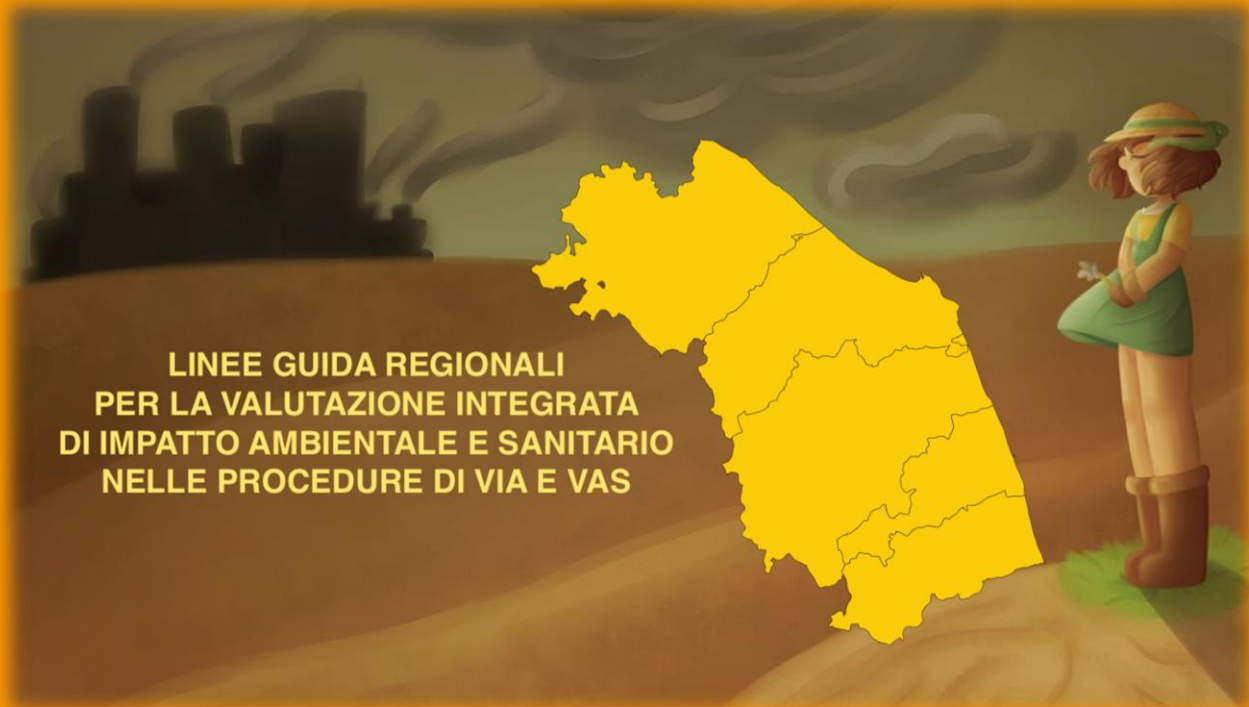 LINEE GUIDA REGIONALI
PER LA VALUTAZIONE INTEGRATA
DI IMPATTO AMBIENTALE E SANITARIO
NELLE PROCEDURE DI VIA E VAS